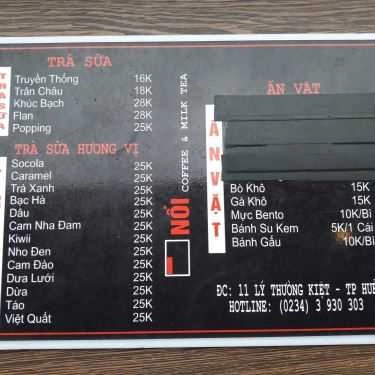 TRÀ SỮA
TRÀ SỮA
Truyền Thống 16K
Trân Châu 18K
Khúc Bạch 28K
Flan 28K
Popping 25K
TRÀ SỮA HƯƠNG VỊ
Socola 25K
Caramel 25K
Trà Xanh 25K
Bạc Hà 25K
Dâu 25K
Cam Nha Đam 25K
Kiwii 25K
Nho Đen 25K
Cam Đào 25K
Dưa Lưới 25K
Dừa 25K
Táo 25K
Việt Quất 25K
NỐI COFFEE & MILK TEA
ĂN VẶT
ĂN VẶT
Bò Khô 15K
Gà Khô 15K
Mực Bento 10K/Bì
Bánh Su Kem 5K/1 Cái
Bánh Gấu 10K/Bì
ĐC: 11 LÝ THƯỜNG KIỆT - TP HUẾ
HOTLINE: (0234) 3 930 303